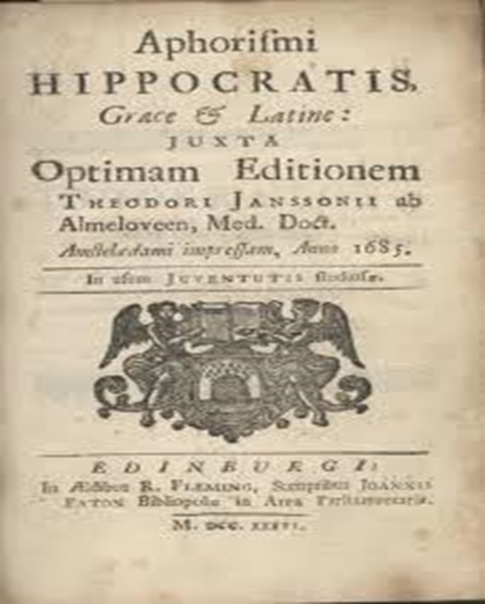 Aphoriſmi
HIPPOCRATIS,
Græce & Latine:
JUXTA
Optimam Editionem
THEODORI JANSSONII ab
Almeloveen, Med. Doct.
Amſtelædami impreſſam, Anno 1685.
In uſum JUVENTUTIS ſtudioſæ.
EDINBURGI:
In Ædibus R. FLEMING, Sumptibus JOANNIS
PATON Bibliopolæ in Area Parliamentaria.
M. DCC.